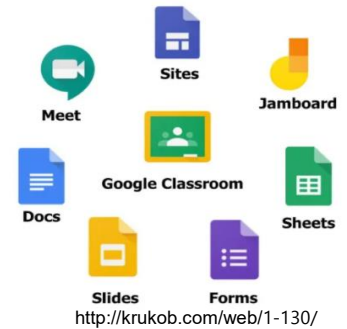 Sites
Meet
Jamboard
Google Classroom
Docs
Sheets
Slides
Forms
http://krukob.com/web/1-130/